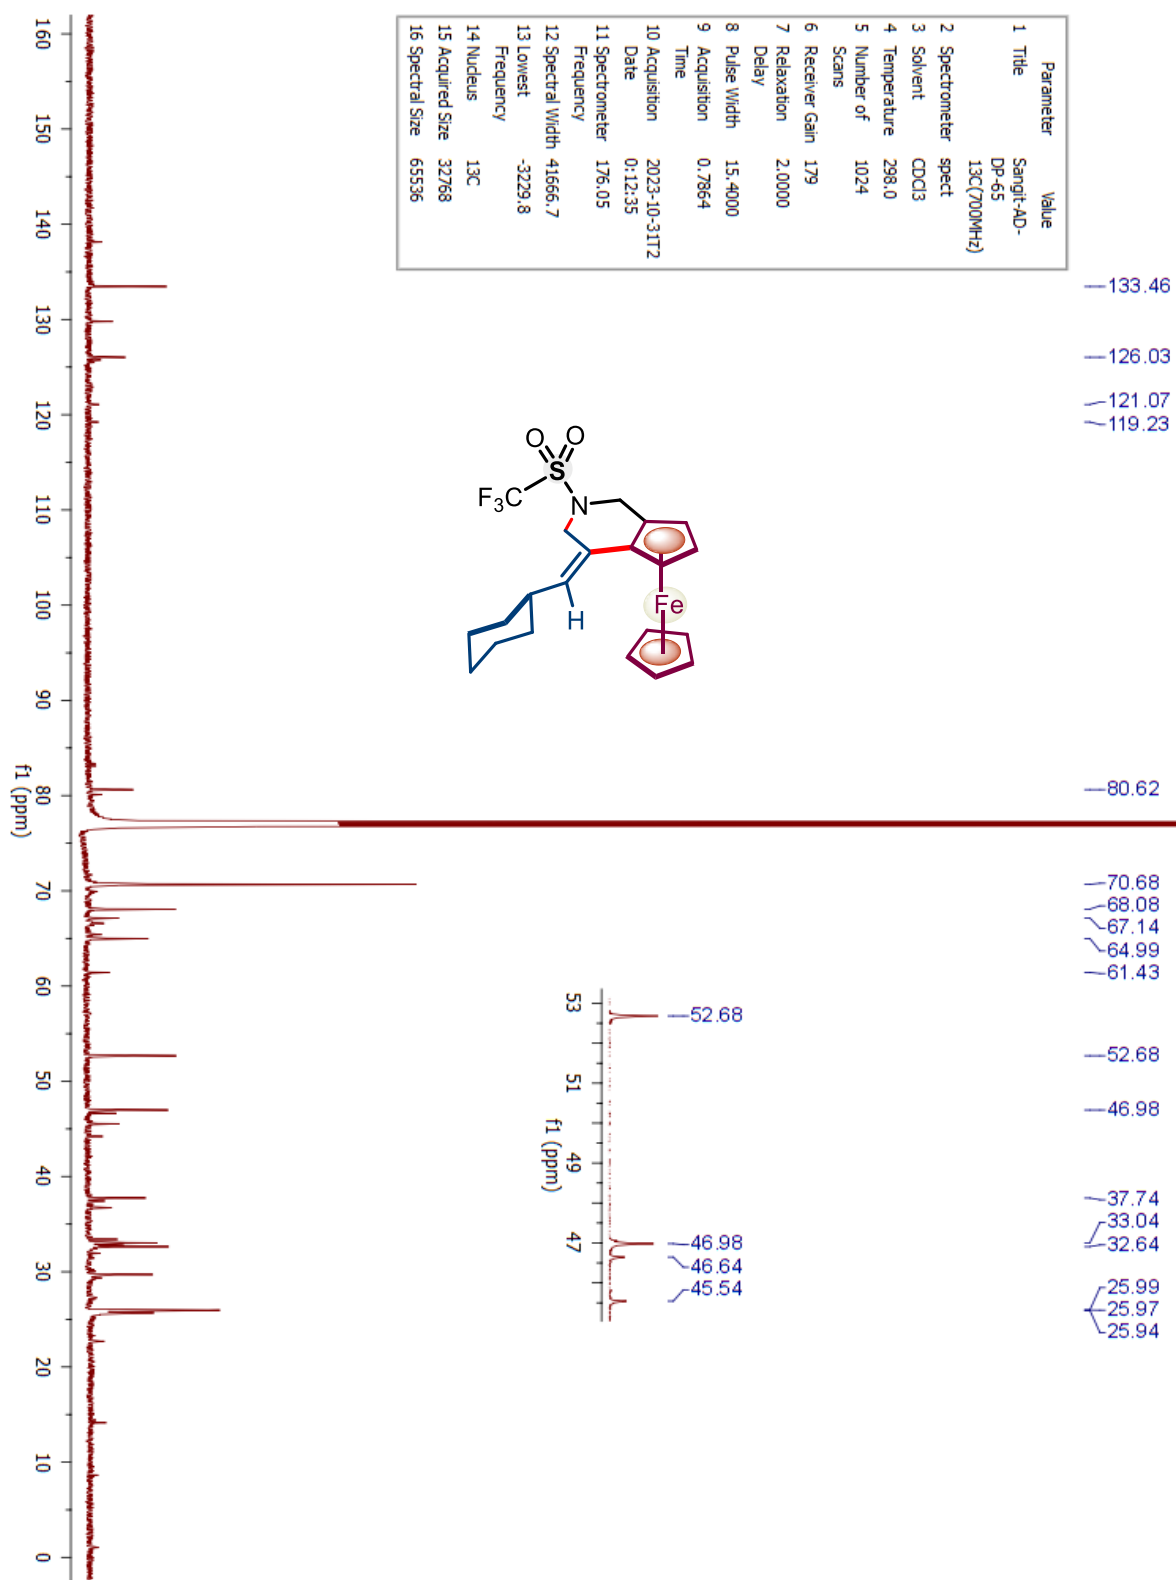 Parameter Value
1 Title Sangit-AD-
DP-65
13C(700MHz)
2 Spectrometer spect
3 Solvent CDCl3
4 Temperature 298.0
5 Number of 1024
Scans
6 Receiver Gain 179
7 Relaxation 2.0000
Delay
8 Pulse Width 15.4000
9 Acquisition 0.7864
Time
10 Acquisition 2023-10-31T2
Date 0:12:35
11 Spectrometer 176.05
Frequency
12 Spectral Width 41666.7
13 Lowest -3229.8
Frequency
14 Nucleus 13C
15 Acquired Size 32768
16 Spectral Size 65536
133.46
126.03
121.07
119.23
80.62
70.68
68.08
67.14
64.99
61.43
52.68
46.98
37.74
33.04
32.64
25.99
25.97
25.94
O O
S
F3C
N
Fe
H
52.68
46.98
46.64
45.54
53 51 49 47
f1 (ppm)
160 150 140 130 120 110 100 90 80 70 60 50 40 30 20 10 0
f1 (ppm)